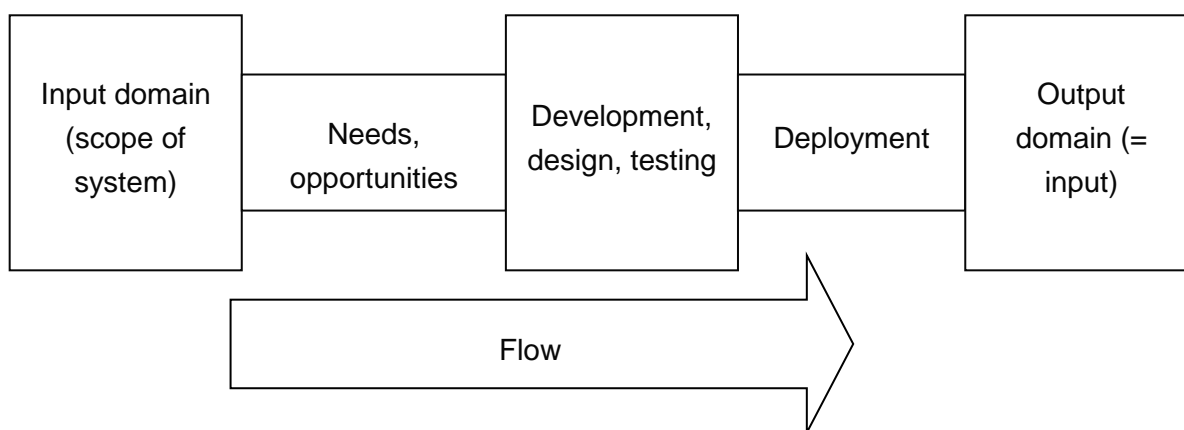 Input domain
(scope of
system)
Needs,
opportunities
Development,
design, testing
Deployment
Output
domain (=
input)
Flow